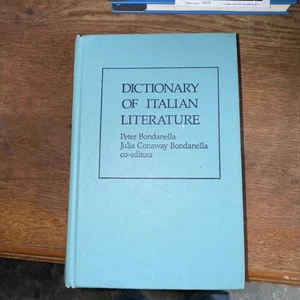 DICTIONARY
OF ITALIAN
LITERATURE
Peter Bondanella
Julia Conaway Bondanella
co-editors